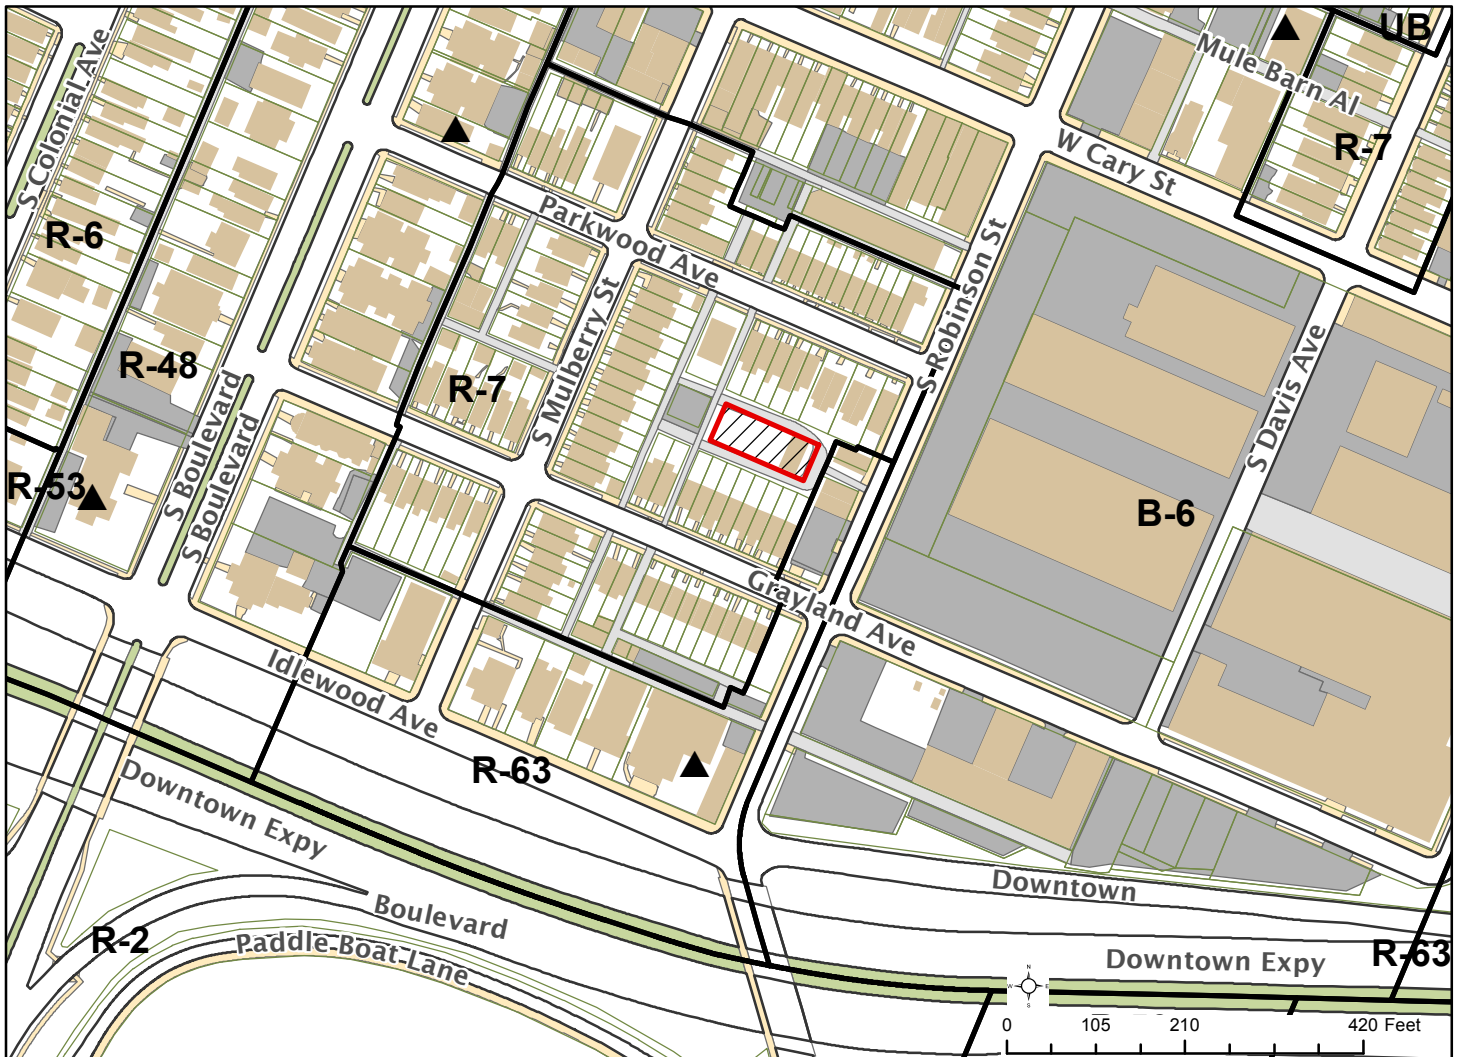 UB
Mule Barn Al
S Colonial Ave
W Cary St
R-7
Parkwood Ave
R-6
S Robinson St
S Mulberry St
R-48
R-7
S Davis Ave
S Boulevard
S Boulevard
R-53
B-6
Grayland Ave
Idlewood Ave
R-63
Downtown Expy
Downtown
Boulevard
R-2
Paddle Boat Lane
Downtown Expy
R-63
N
W
E
S
0 105 210 420 Feet